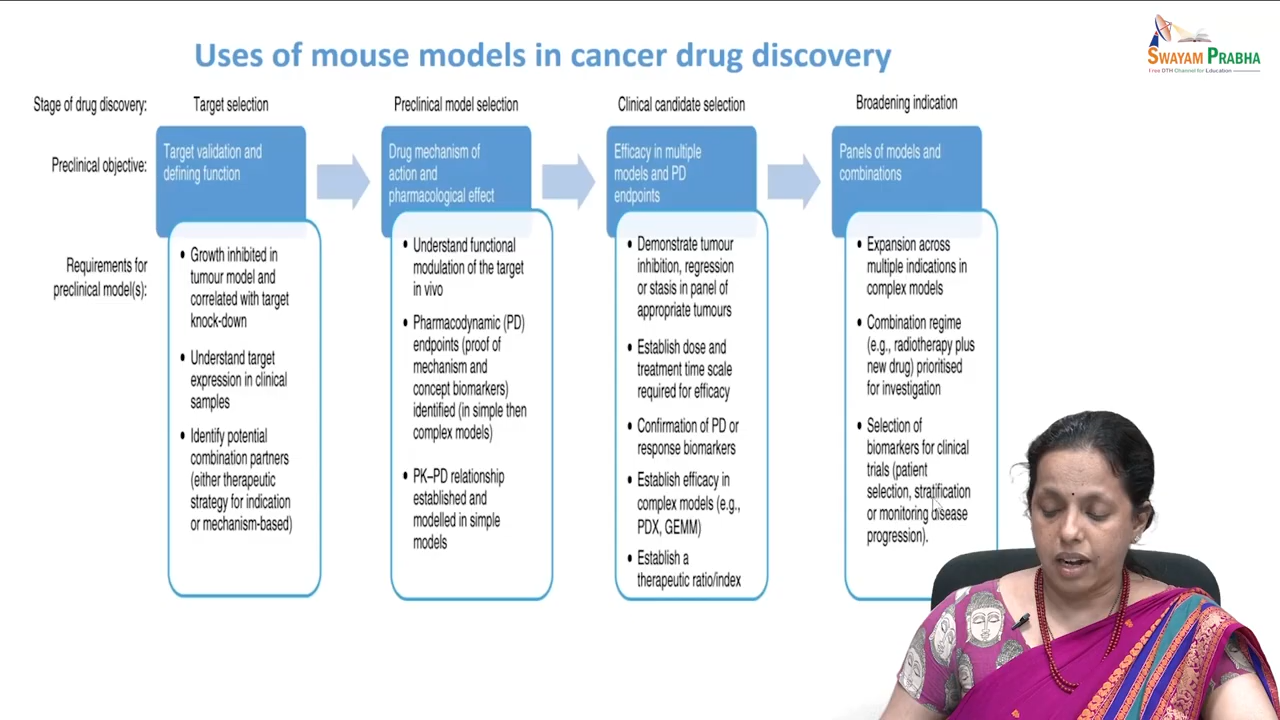 Uses of mouse models in cancer drug discovery
SWAYAM PRABHA
Free DTH Channel for Education
Stage of drug discovery:
Target selection
Preclinical model selection
Clinical candidate selection
Broadening indication
Preclinical objective:
Target validation and
defining function
Drug mechanism of
action and
pharmacological effect
Efficacy in multiple
models and PD
endpoints
Panels of models and
combinations
Requirements for
preclinical model(s):
• Growth inhibited in
tumour model and
correlated with target
knock-down
• Understand target
expression in clinical
samples
• Identify potential
combination partners
(either therapeutic
strategy for indication
or mechanism-based)
• Understand functional
modulation of the target
in vivo
• Pharmacodynamic (PD)
endpoints (proof of
mechanism and
concept biomarkers)
identified (in simple then
complex models)
• PK–PD relationship
established and
modelled in simple
models
• Demonstrate tumour
inhibition, regression
or stasis in panel of
appropriate tumours
• Establish dose and
treatment time scale
required for efficacy
• Confirmation of PD or
response biomarkers
• Establish efficacy in
complex models (e.g.,
PDX, GEMM)
• Establish a
therapeutic ratio/index
• Expansion across
multiple indications in
complex models
• Combination regime
(e.g., radiotherapy plus
new drug) prioritised
for investigation
• Selection of
biomarkers for clinical
trials (patient
selection, stratification
or monitoring disease
progression).